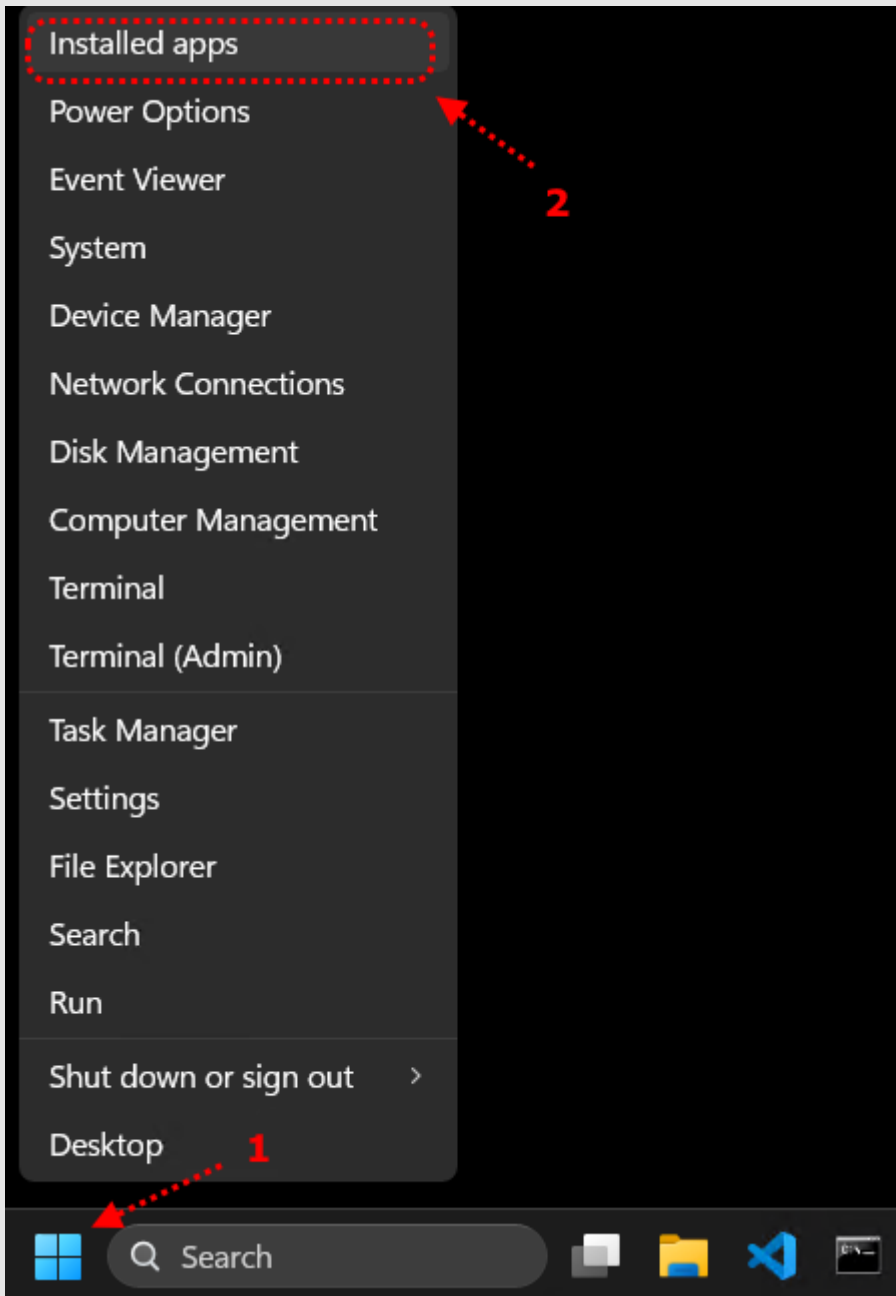 Installed apps
Power Options
2
Event Viewer
System
Device Manager
Network Connections
Disk Management
Computer Management
Terminal
Terminal (Admin)
Task Manager
Settings
File Explorer
Search
Run
Shut down or sign out
Desktop
1
Search